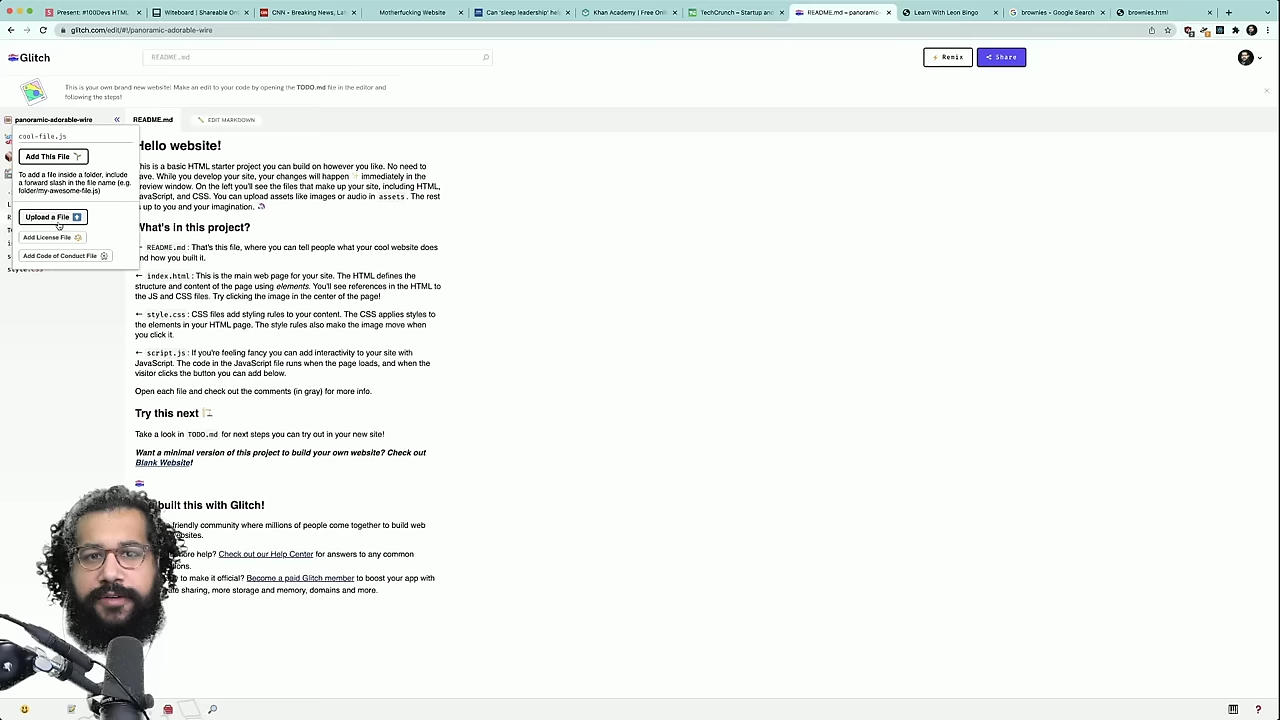 Present: #100Devs HTML
Witeboard | Shareable On
CNN - Breaking News, Lat
Motherfucking Website
Can 'sleep leadership' help
Khan Academy | Free Onli
TechCrunch – Startup and
README.md – panoramic-
Learn With Leon! Bingo
brownies - Google Search
brownies.html
glitch.com/edit/#!/panoramic-adorable-wire
Glitch
README.md
Remix
Share
This is your own brand new website! Make an edit to your code by opening the TODO.md file in the editor and
following the steps!
panoramic-adorable-wire
README.md
EDIT MARKDOWN
cool-file.js
Add This File
To add a file inside a folder, include
a forward slash in the file name (e.g.
folder/my-awesome-file.js)
Upload a File
Add License File
Add Code of Conduct File
style.css
Hello website!
This is a basic HTML starter project you can build on however you like. No need to
save. While you develop your site, your changes will happen ✨ immediately in the
preview window. On the left you'll see the files that make up your site, including HTML,
JavaScript, and CSS. You can upload assets like images or audio in assets. The rest
is up to you and your imagination.
What's in this project?
← README.md: That's this file, where you can tell people what your cool website does
and how you built it.
← index.html: This is the main web page for your site. The HTML defines the
structure and content of the page using elements. You'll see references in the HTML to
the JS and CSS files. Try clicking the image in the center of the page!
← style.css: CSS files add styling rules to your content. The CSS applies styles to
the elements in your HTML page. The style rules also make the image move when
you click it.
← script.js: If you're feeling fancy you can add interactivity to your site with
JavaScript. The code in the JavaScript file runs when the page loads, and when the
visitor clicks the button you can add below.
Open each file and check out the comments (in gray) for more info.
Try this next
Take a look in TODO.md for next steps you can try out in your new site!
Want a minimal version of this project to build your own website? Check out
Blank Website!
built this with Glitch!
friendly community where millions of people come together to build web
websites.
more help? Check out our Help Center for answers to any common
to make it official? Become a paid Glitch member to boost your app with
sharing, more storage and memory, domains and more.